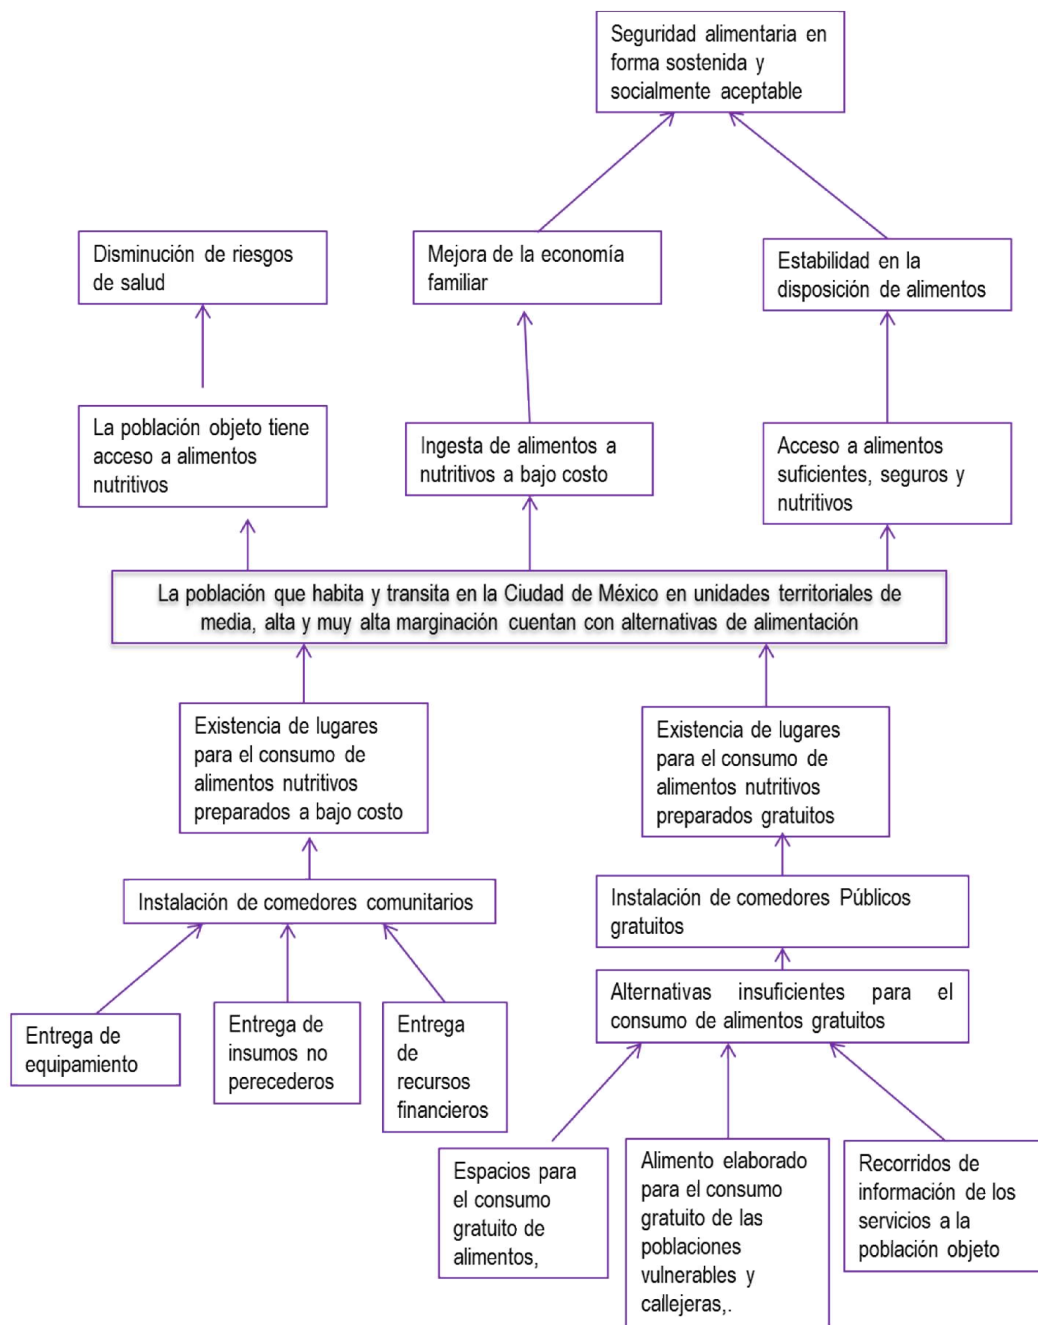 Seguridad alimentaria en
forma sostenida y
socialmente aceptable
Disminución de riesgos
de salud
Mejora de la economía
familiar
Estabilidad en la
disposición de alimentos
La población objeto tiene
acceso a alimentos
nutritivos
Ingesta de alimentos a
nutritivos a bajo costo
Acceso a alimentos
suficientes, seguros y
nutritivos
La población que habita y transita en la Ciudad de México en unidades territoriales de
media, alta y muy alta marginación cuentan con alternativas de alimentación
Existencia de lugares
para el consumo de
alimentos nutritivos
preparados a bajo costo
Existencia de lugares
para el consumo de
alimentos nutritivos
preparados gratuitos
Instalación de comedores comunitarios
Instalación de comedores Públicos
gratuitos
Alternativas insuficientes para el
consumo de alimentos gratuitos
Entrega de
equipamiento
Entrega de
insumos no
perecederos
Entrega
de
recursos
financieros
Espacios para
el consumo
gratuito de
alimentos,
Alimento elaborado
para el consumo
gratuito de las
poblaciones
vulnerables y
callejeras,.
Recorridos de
información de los
servicios a la
población objeto